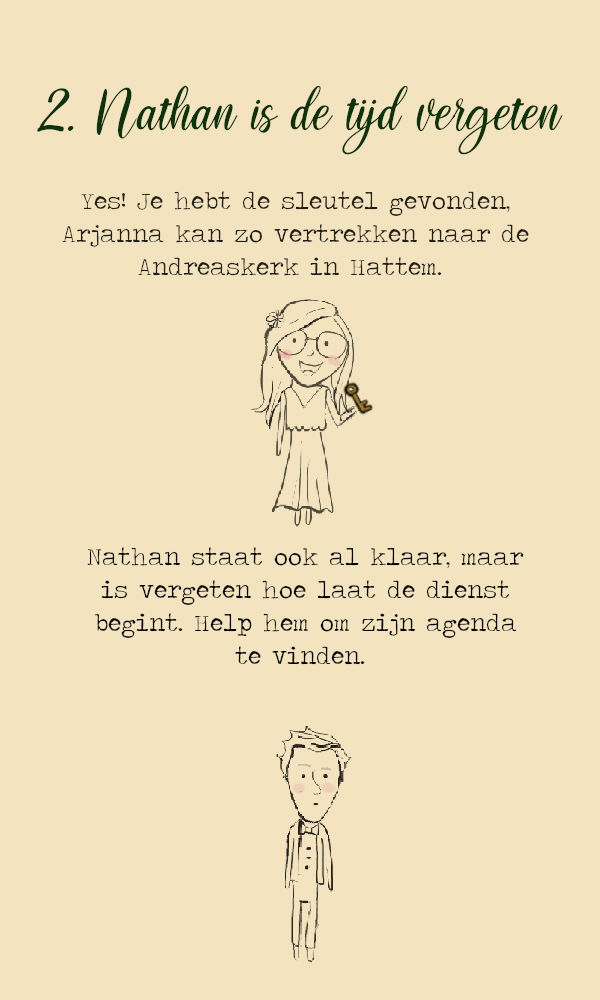 2. Nathan is de tijd vergeten
Yes! Je hebt de sleutel gevonden,
Arjanna kan zo vertrekken naar de
Andreaskerk in Hattem.
Nathan staat ook al klaar, maar
is vergeten hoe laat de dienst
begint. Help hem om zijn agenda
te vinden.